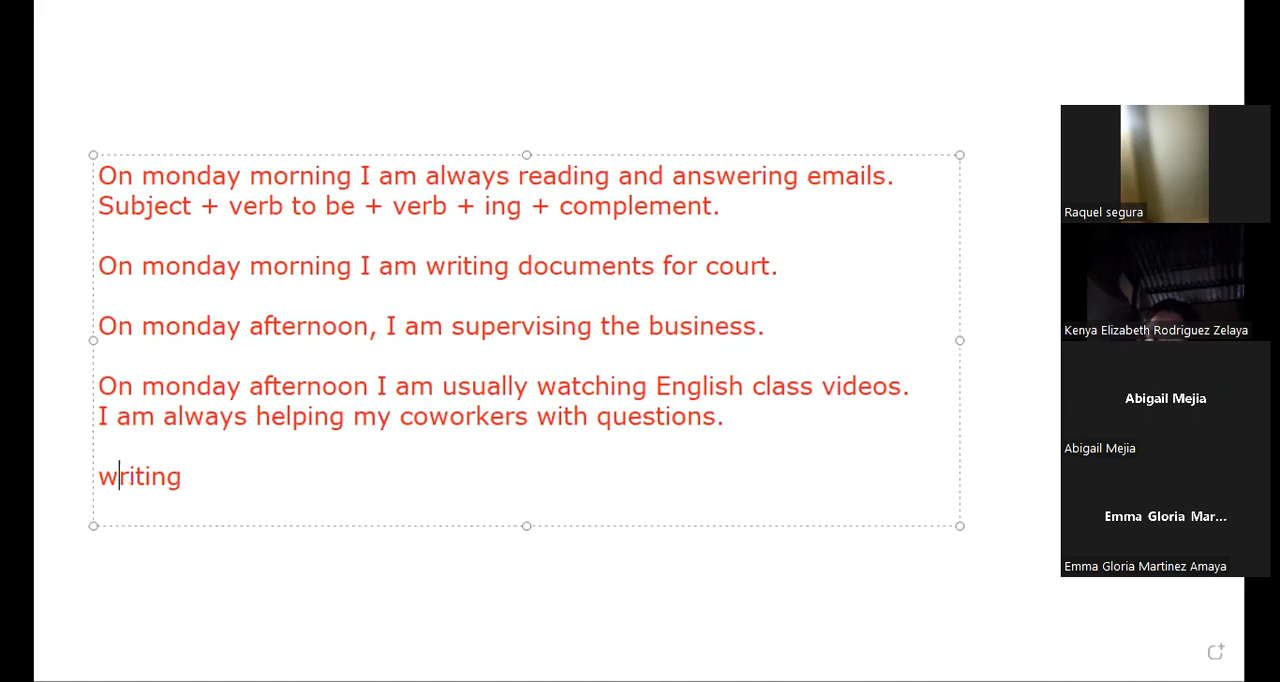 On monday morning I am always reading and answering emails.
Subject + verb to be + verb + ing + complement.
On monday morning I am writing documents for court.
On monday afternoon, I am supervising the business.
On monday afternoon I am usually watching English class videos.
I am always helping my coworkers with questions.
writing
Raquel segura
Kenya Elizabeth Rodriguez Zelaya
Abigail Mejia
Abigail Mejia
Emma Gloria Mar...
Emma Gloria Martinez Amaya